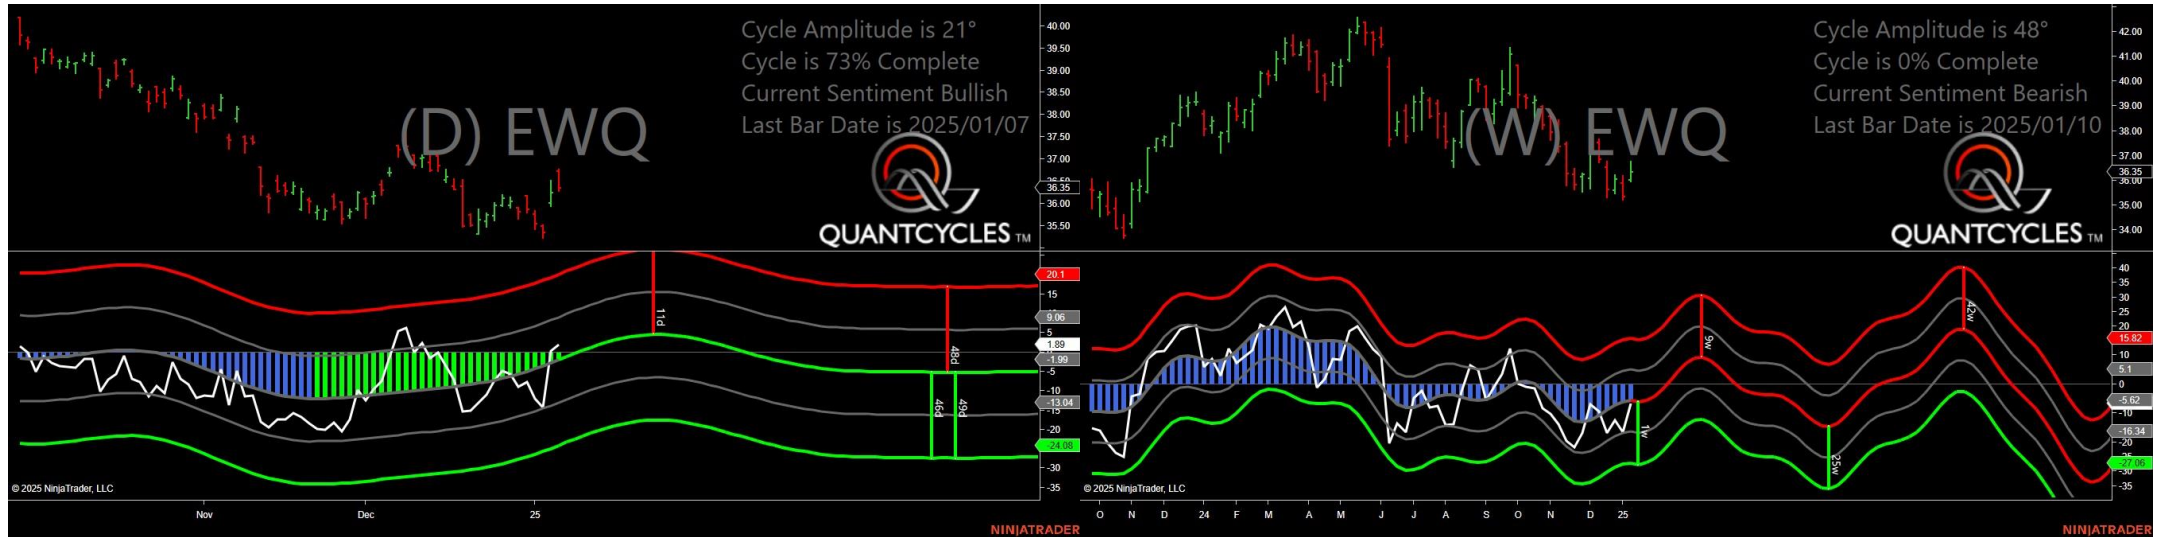 Cycle Amplitude is 21°
Cycle is 73% Complete
Current Sentiment Bullish
Last Bar Date is 2025/01/07
(D) EWQ
QUANTCYCLES TM
40.00
39.50
39.00
38.50
38.00
37.50
37.00
36.50
36.35
36.00
35.50
20.1
15
9.06
5
1.89
-1.99
-5
-10
-13.04
-15
-20
-24.08
-30
-35
11d
48d
46d
49d
© 2025 NinjaTrader, LLC
Nov
Dec
25
NINJATRADER
Cycle Amplitude is 48°
Cycle is 0% Complete
Current Sentiment Bearish
Last Bar Date is 2025/01/10
(W) EWQ
QUANTCYCLES TM
42.00
41.00
40.00
39.00
38.00
37.00
36.35
36.00
35.00
34.00
40
35
30
25
20
15.82
10
5.1
0
-5.62
-10
-16.34
-20
-27.06
-30
-35
1w
9w
25w
42w
© 2025 NinjaTrader, LLC
O N D 24 F M A M J J A S O N D 25
NINJATRADER